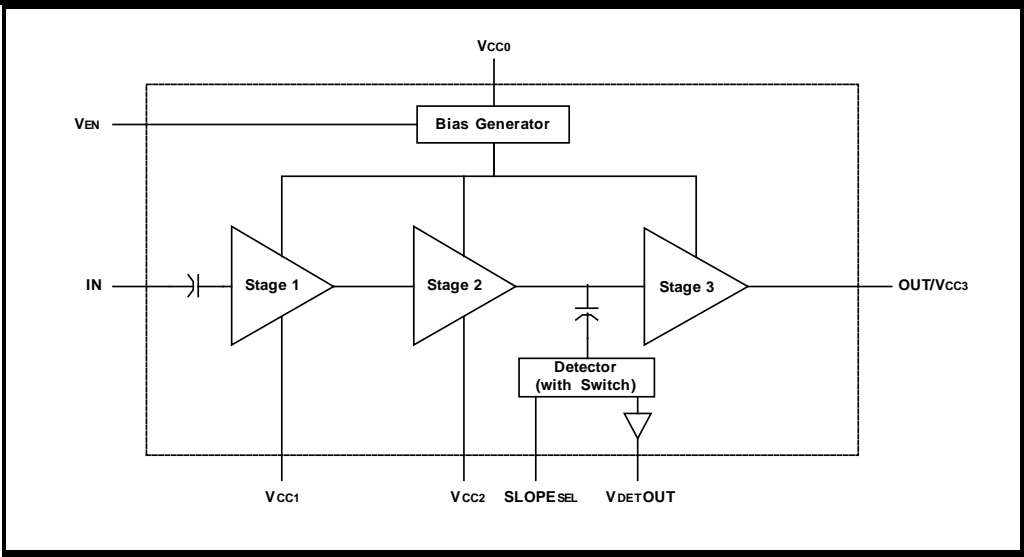 VCC0
VEN
Bias Generator
IN
Stage 1
Stage 2
Stage 3
OUT/VCC3
Detector
(with Switch)
VCC1
VCC2
SLOPESEL
VDETOUT